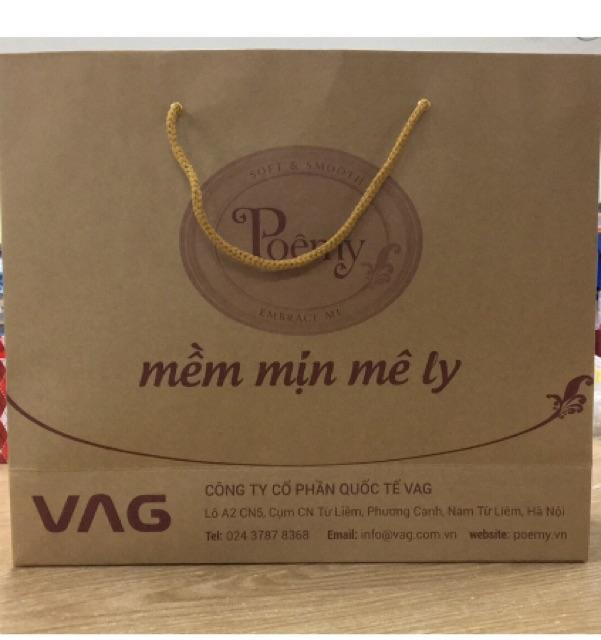 SOFT & SMOOTH
Poêmy
EMBRACE ME
mềm mịn mê ly
VAG
CÔNG TY CỔ PHẦN QUỐC TẾ VAG
Lô A2 CN5, Cụm CN Từ Liêm, Phương Canh, Nam Từ Liêm, Hà Nội
Tel: 024 3787 8368 Email: info@vag.com.vn website: poemy.vn